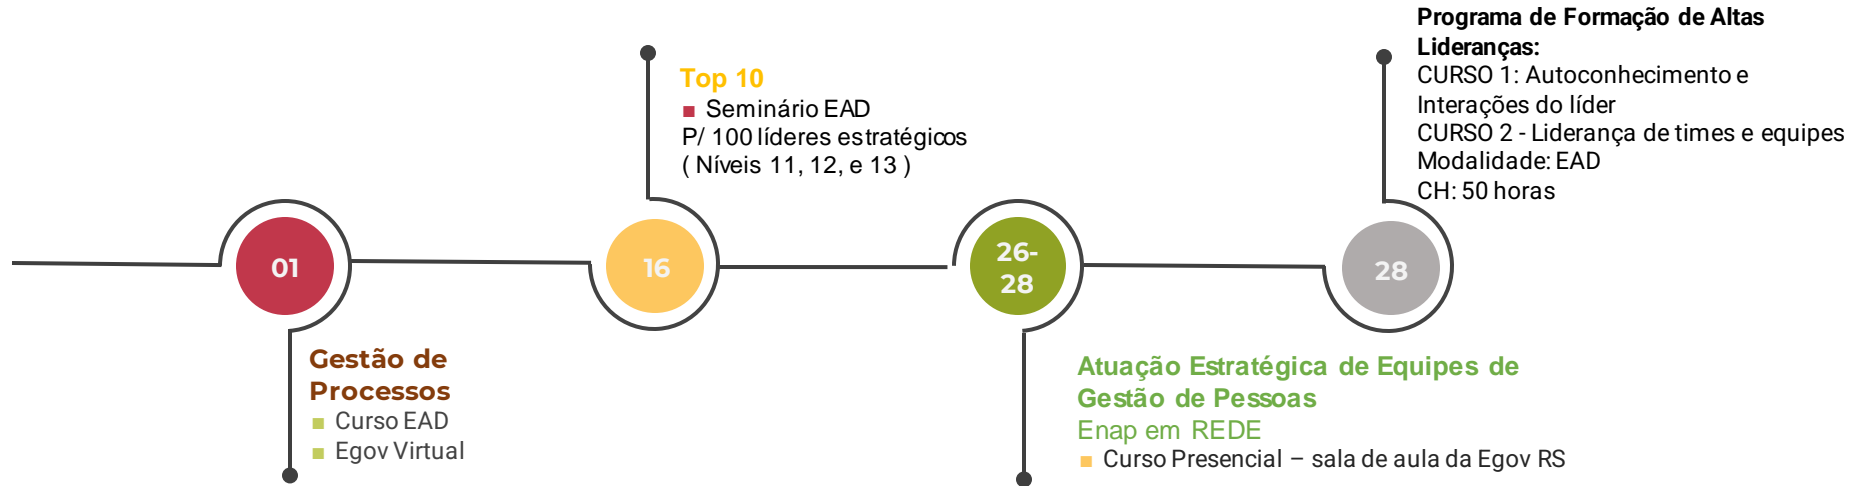 01
Gestão de
Processos
■ Curso EAD
■ Egov Virtual
16
Top 10
■ Seminário EAD
P/ 100 líderes estratégicos
( Níveis 11, 12, e 13 )
26-
28
Atuação Estratégica de Equipes de
Gestão de Pessoas
Enap em REDE
■ Curso Presencial – sala de aula da Egov RS
28
Programa de Formação de Altas
Lideranças:
CURSO 1: Autoconhecimento e
Interações do líder
CURSO 2 - Liderança de times e equipes
Modalidade: EAD
CH: 50 horas